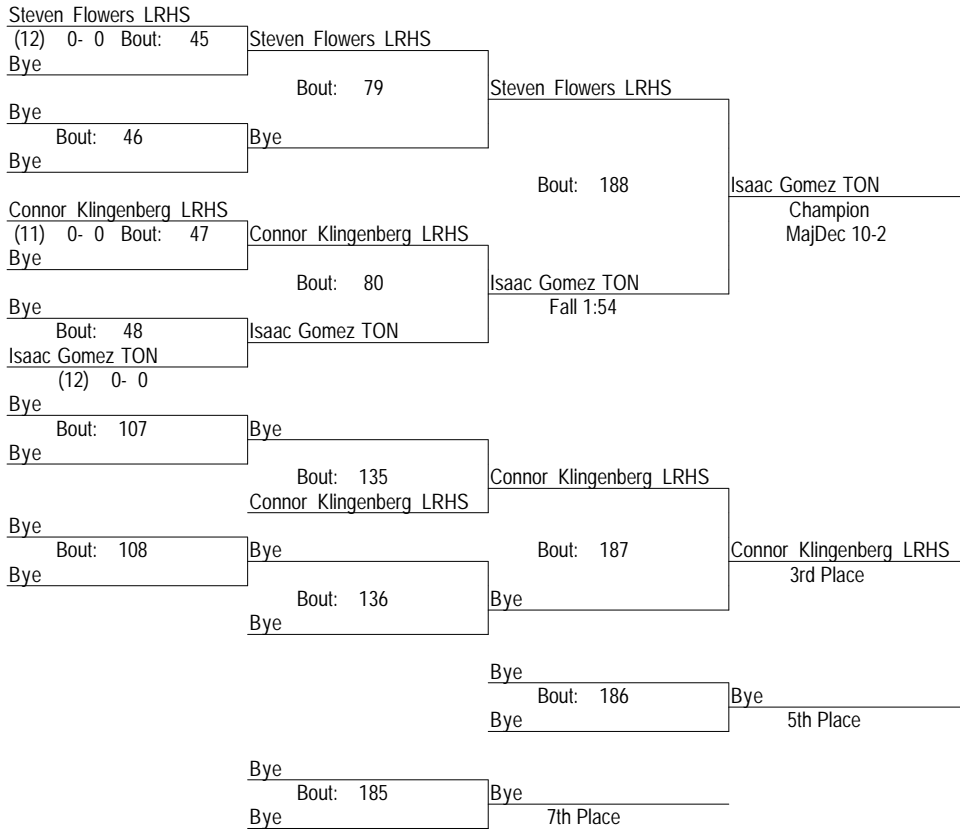 Steven Flowers LRHS
(12) 0- 0 Bout: 45
Steven Flowers LRHS
Bye
Bout: 79
Steven Flowers LRHS
Bye
Bout: 46
Bye
Bye
Bout: 188
Isaac Gomez TON
Champion
MajDec 10-2
Connor Klingenberg LRHS
(11) 0- 0 Bout: 47
Connor Klingenberg LRHS
Bye
Bout: 80
Isaac Gomez TON
Fall 1:54
Bye
Bout: 48
Isaac Gomez TON
Isaac Gomez TON
(12) 0- 0
Bye
Bout: 107
Bye
Bye
Bout: 135
Connor Klingenberg LRHS
Connor Klingenberg LRHS
Bye
Bout: 108
Bye
Bye
Bout: 187
Connor Klingenberg LRHS
3rd Place
Bout: 136
Bye
Bye
Bye
Bout: 186
Bye
Bye
5th Place
Bye
Bout: 185
Bye
Bye
7th Place